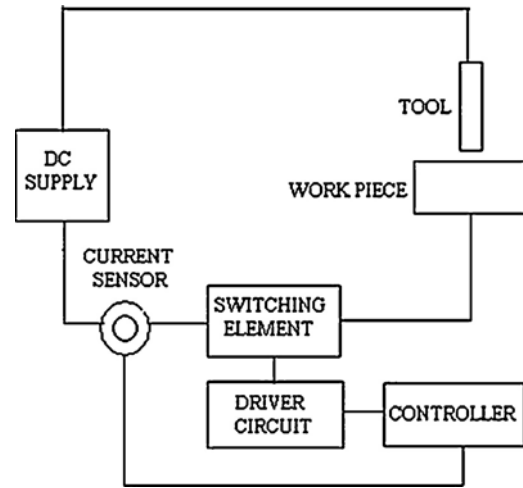 TOOL
DC
SUPPLY
WORK PIECE
CURRENT
SENSOR
SWITCHING
ELEMENT
DRIVER
CIRCUIT
CONTROLLER